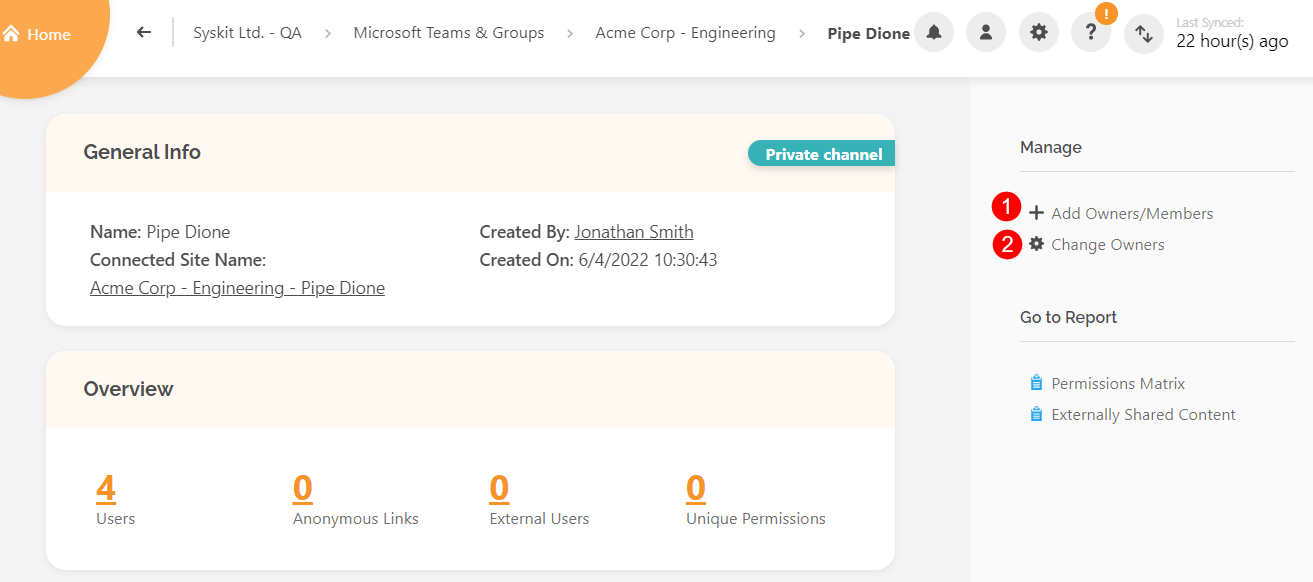 Home
Syskit Ltd. - QA > Microsoft Teams & Groups > Acme Corp - Engineering > Pipe Dione
?
!
Last Synced:
22 hour(s) ago
General Info
Private channel
Name: Pipe Dione
Connected Site Name:
Acme Corp - Engineering - Pipe Dione
Created By: Jonathan Smith
Created On: 6/4/2022 10:30:43
Overview
4
Users
0
Anonymous Links
0
External Users
0
Unique Permissions
Manage
1 + Add Owners/Members
2 Change Owners
Go to Report
Permissions Matrix
Externally Shared Content